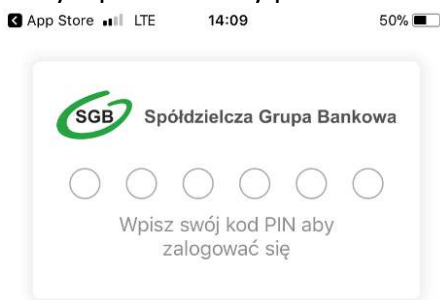 App Store LTE 14:09 50%
SGB Spółdzielcza Grupa Bankowa
Wpisz swój kod PIN aby
zalogować się